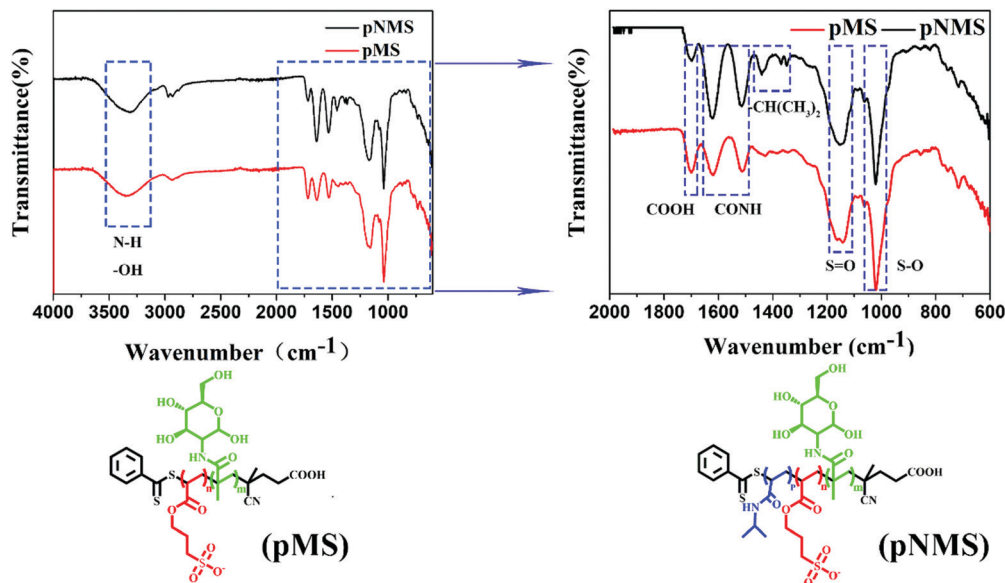 pNMS
pMS
Transmittance(%)
N-H
-OH
4000 3500 3000 2500 2000 1500 1000
Wavenumber（cm-1）
pMS pNMS
Transmittance(%)
-CH(CH3)2
COOH CONH
S=O S-O
2000 1800 1600 1400 1200 1000 800 600
Wavenumber (cm-1)
OH
HO O
HO OH
HN O
S n m COOH
S CN
O O
O
S O-
O
(pMS)
OH
HO O
HO OH
HN O
S p n m COOH
S CN
HN O O O
O
S O-
O
(pNMS)